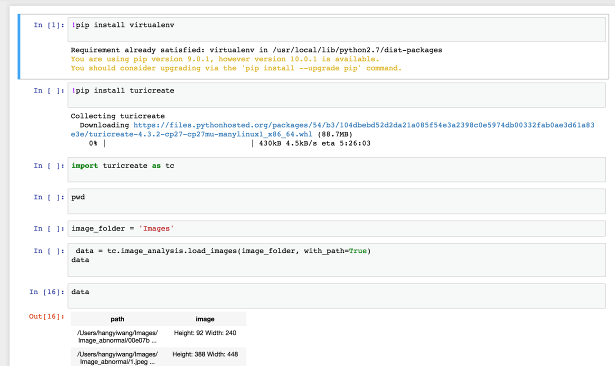 In [1]: !pip install virtualenv
Requirement already satisfied: virtualenv in /usr/local/lib/python2.7/dist-packages
You are using pip version 9.0.1, however version 10.0.1 is available.
You should consider upgrading via the 'pip install --upgrade pip' command.
In [ ]: !pip install turicreate
Collecting turicreate
Downloading https://files.pythonhosted.org/packages/54/b3/104dbebd52d2da21a085f54e3a2398c0e5974db00332fab0ae3d61a83
e3e/turicreate-4.3.2-cp27-cp27mu-manylinux1_x86_64.whl (88.7MB)
0% | | 430kB 4.5kB/s eta 5:26:03
In [ ]: import turicreate as tc
In [ ]: pwd
In [ ]: image_folder = 'Images'
In [ ]: data = tc.image_analysis.load_images(image_folder, with_path=True)
data
In [16]: data
Out[16]: path image
/Users/hangyiwang/Images/ Height: 92 Width: 240
Image_abnormal/00e07b ...
/Users/hangyiwang/Images/ Height: 388 Width: 448
Image_abnormal/1.jpeg ...